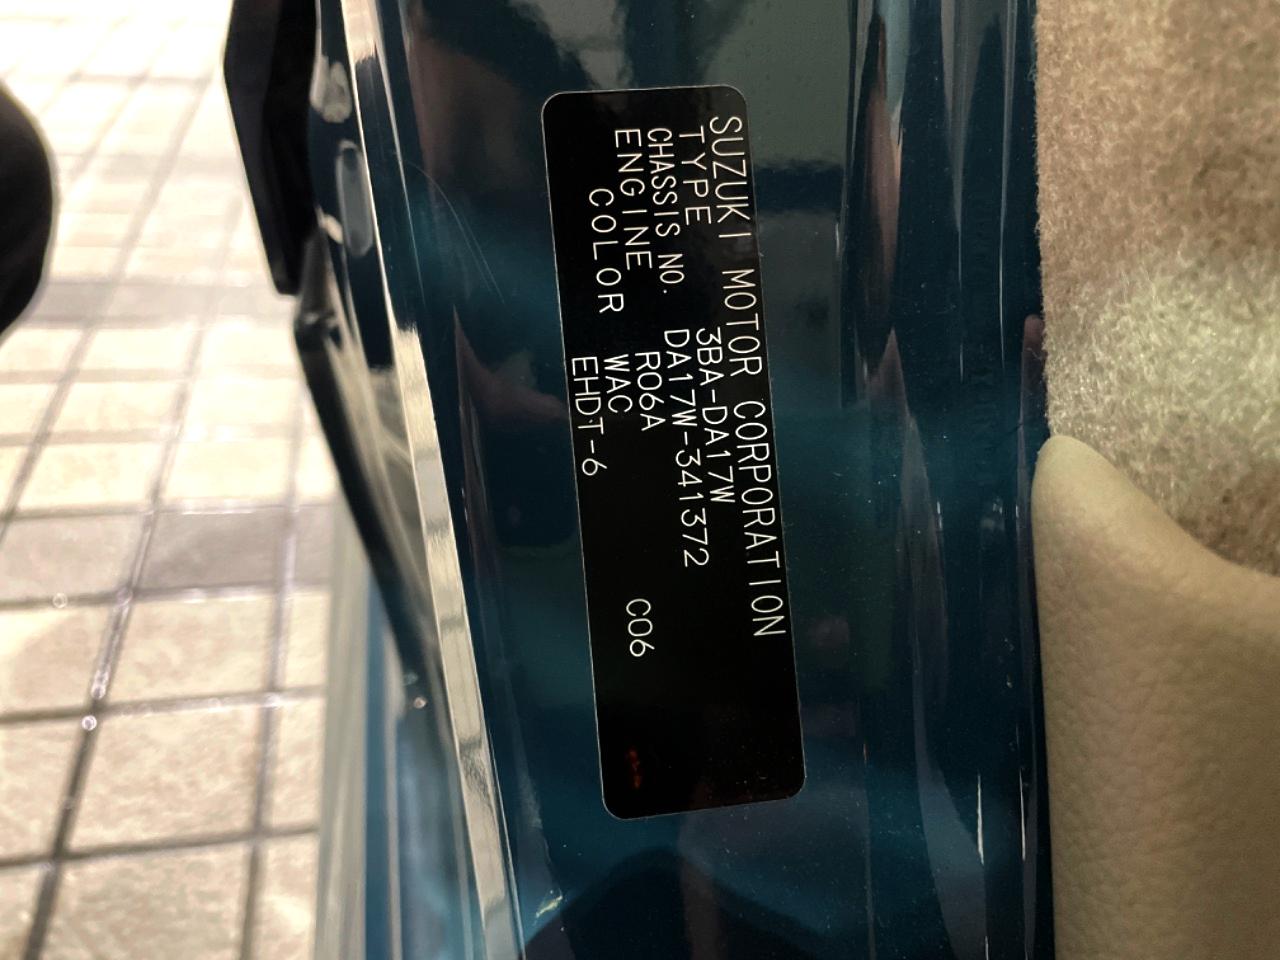 SUZUKI MOTOR CORPORATION
TYPE 3BA-DA17W
CHASSIS NO. DA17W-341372
ENGINE R06A C06
COLOR WAC
EHDT-6